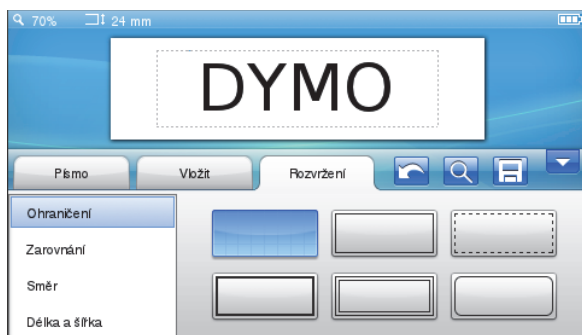 70% 24 mm
DYMO
Písmo Vložit Rozvržení
Ohraničení
Zarovnání
Směr
Délka a šířka